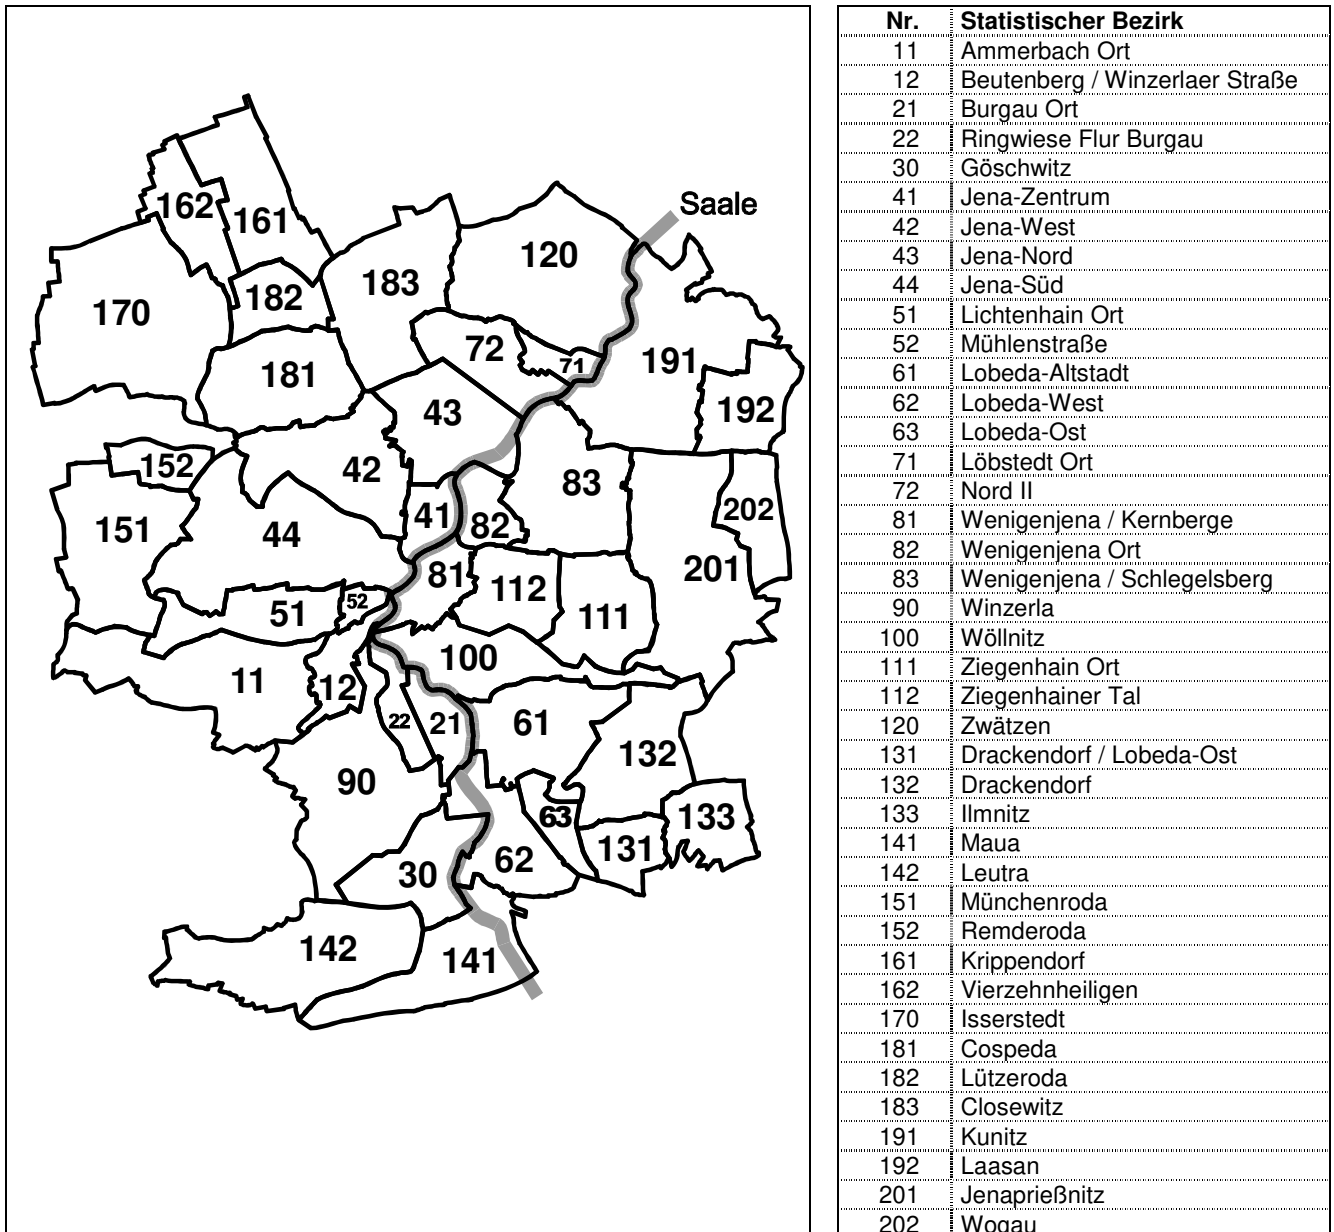 Saale
162
161
120
183
182
170
72
71
191
181
192
43
152
42
83
202
151
44
41
82
201
81
112
52
51
111
100
11
12
22
21
61
132
90
63
133
131
62
30
142
141
Nr. Statistischer Bezirk
11 Ammerbach Ort
12 Beutenberg / Winzerlaer Straße
21 Burgau Ort
22 Ringwiese Flur Burgau
30 Göschwitz
41 Jena-Zentrum
42 Jena-West
43 Jena-Nord
44 Jena-Süd
51 Lichtenhain Ort
52 Mühlenstraße
61 Lobeda-Altstadt
62 Lobeda-West
63 Lobeda-Ost
71 Löbstedt Ort
72 Nord II
81 Wenigenjena / Kernberge
82 Wenigenjena Ort
83 Wenigenjena / Schlegelsberg
90 Winzerla
100 Wöllnitz
111 Ziegenhain Ort
112 Ziegenhainer Tal
120 Zwätzen
131 Drackendorf / Lobeda-Ost
132 Drackendorf
133 Ilmnitz
141 Maua
142 Leutra
151 Münchenroda
152 Remderoda
161 Krippendorf
162 Vierzehnheiligen
170 Isserstedt
181 Cospeda
182 Lützeroda
183 Closewitz
191 Kunitz
192 Laasan
201 Jenaprießnitz
202 Wogau